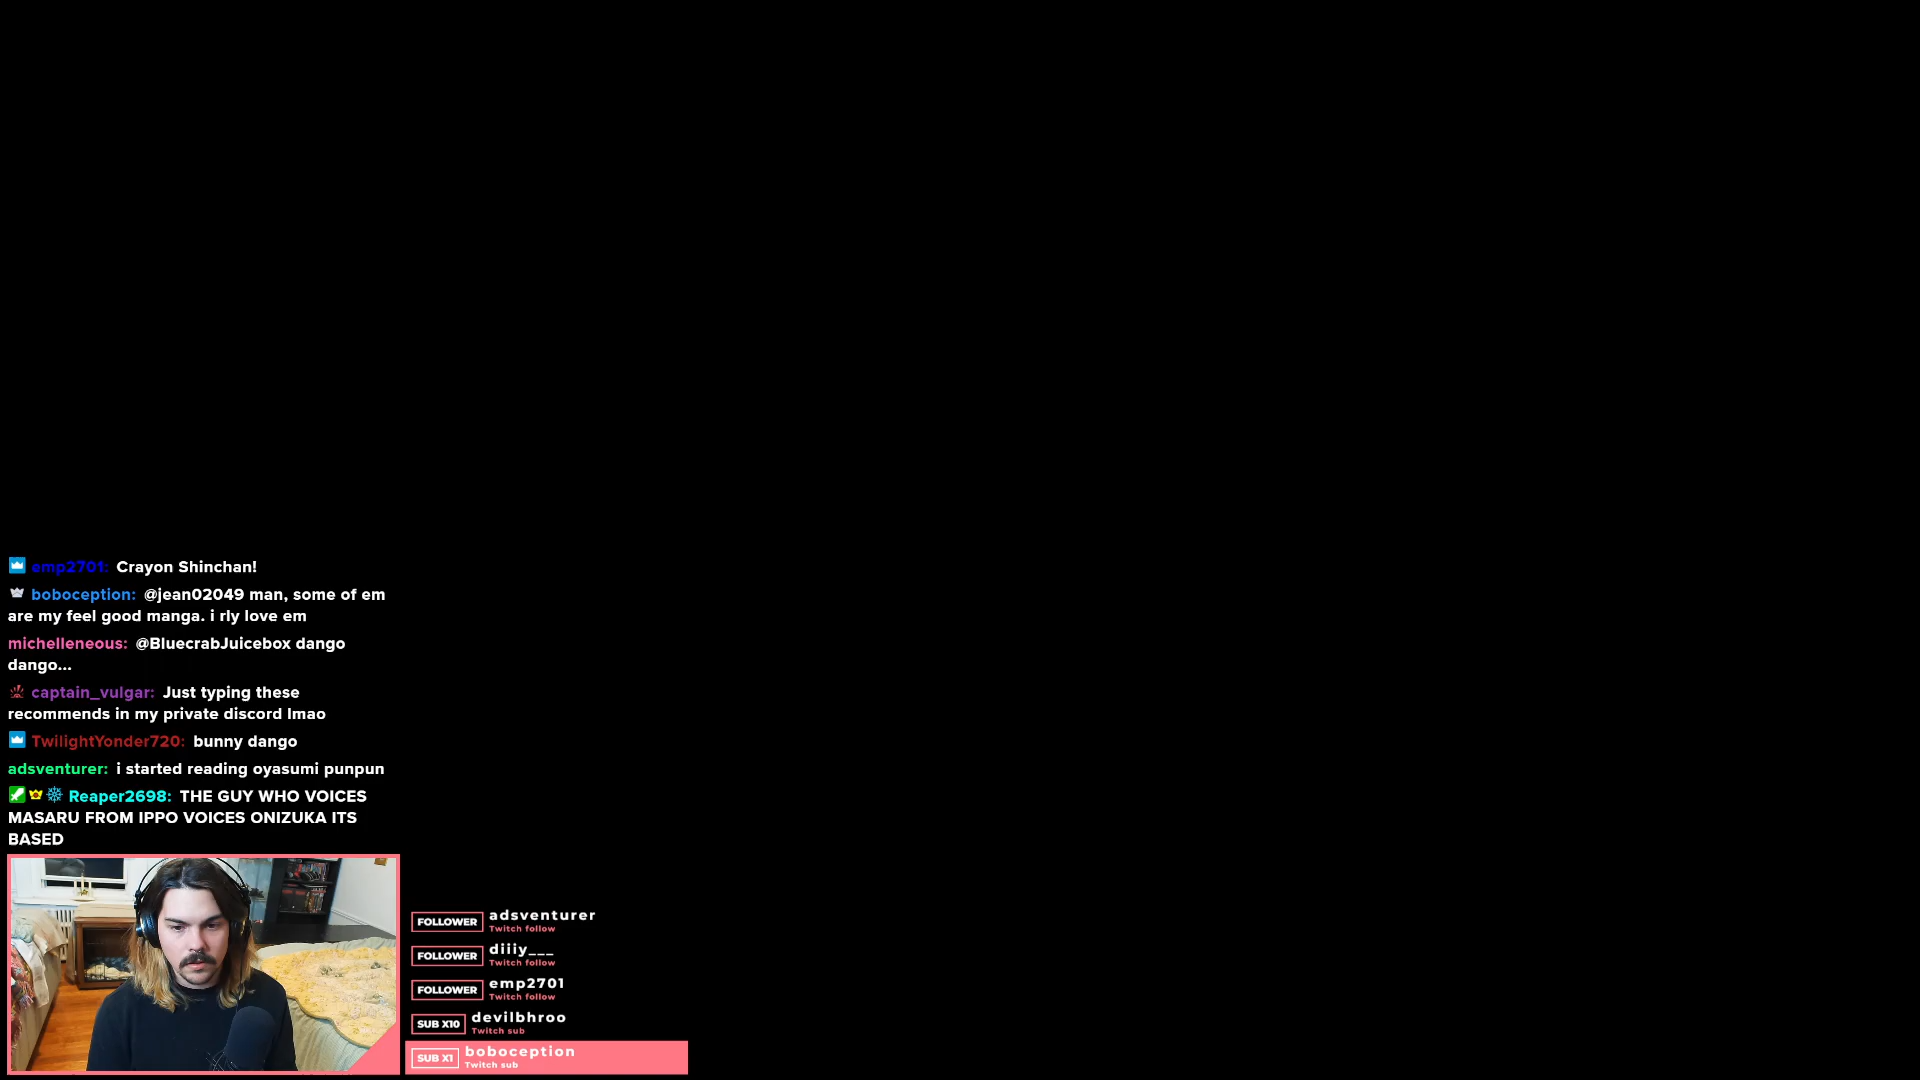 emp2701: Crayon Shinchan!
boboception: @jean02049 man, some of em
are my feel good manga. i rly love em
michelleneous: @BluecrabJuicebox dango
dango...
captain_vulgar: Just typing these
recommends in my private discord lmao
TwilightYonder720: bunny dango
adsventurer: i started reading oyasumi punpun
Reaper2698: THE GUY WHO VOICES
MASARU FROM IPPO VOICES ONIZUKA ITS
BASED
FOLLOWER adsventurer
Twitch follow
FOLLOWER diiiy___
Twitch follow
FOLLOWER emp2701
Twitch follow
SUB X10 devilbhroo
Twitch sub
SUB X1 boboception
Twitch sub